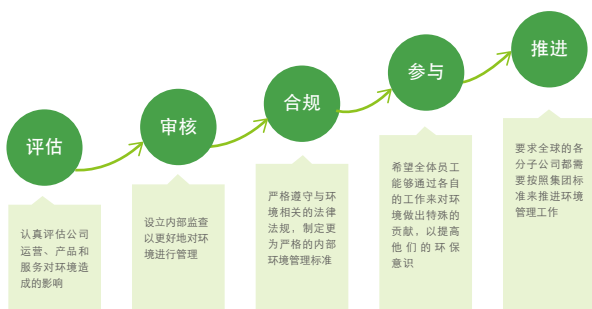 评估
认真评估公司
运营、产品和
服务对环境造
成的影响
审核
设立内部监查
以更好地对环
境进行管理
合规
严格遵守与环
境相关的法律
法规，制定更
为严格的内部
环境管理标准
参与
希望全体员工
能够通过各自
的工作来对环
境做出特殊的
贡献，以提高
他们的环保
意识
推进
要求全球的各
分子公司都需
要按照集团标
准来推进环境
管理工作